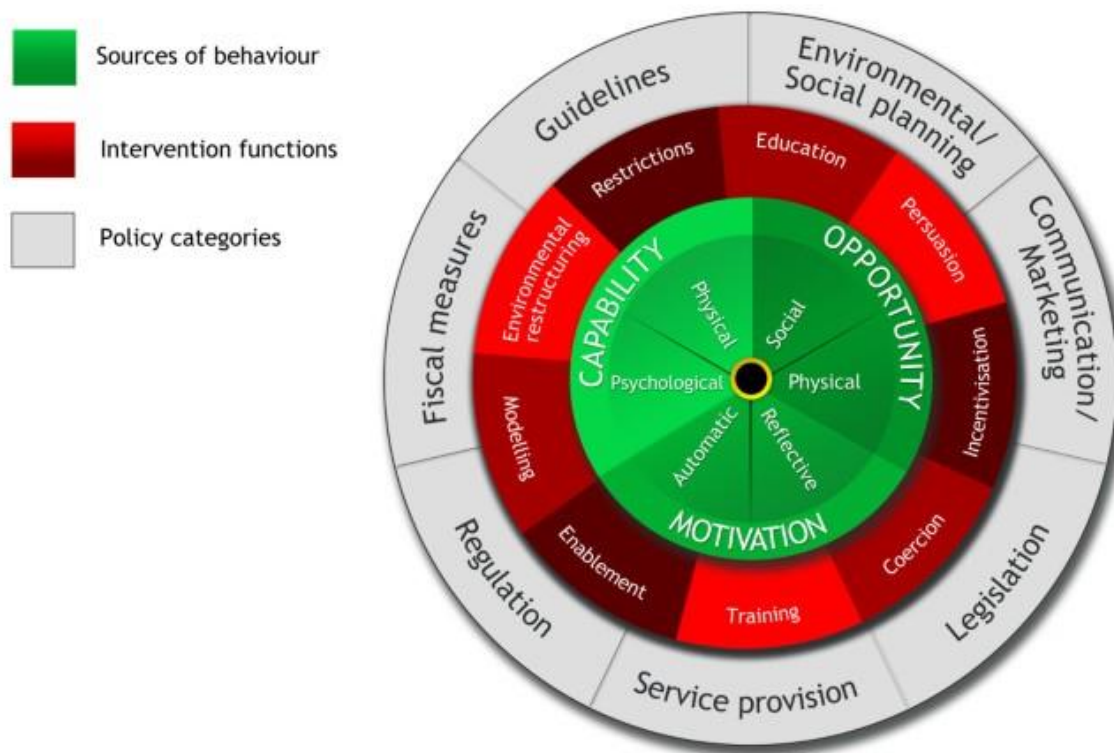 Sources of behaviour
Intervention functions
Policy categories
Guidelines
Environmental/
Social planning
Communication/
Marketing
Legislation
Service provision
Regulation
Fiscal measures
Restrictions
Education
Persuasion
Incentivisation
Coercion
Training
Enablement
Modelling
Environmental
restructuring
CAPABILITY
OPPORTUNITY
MOTIVATION
Physical
Social
Physical
Reflective
Automatic
Psychological